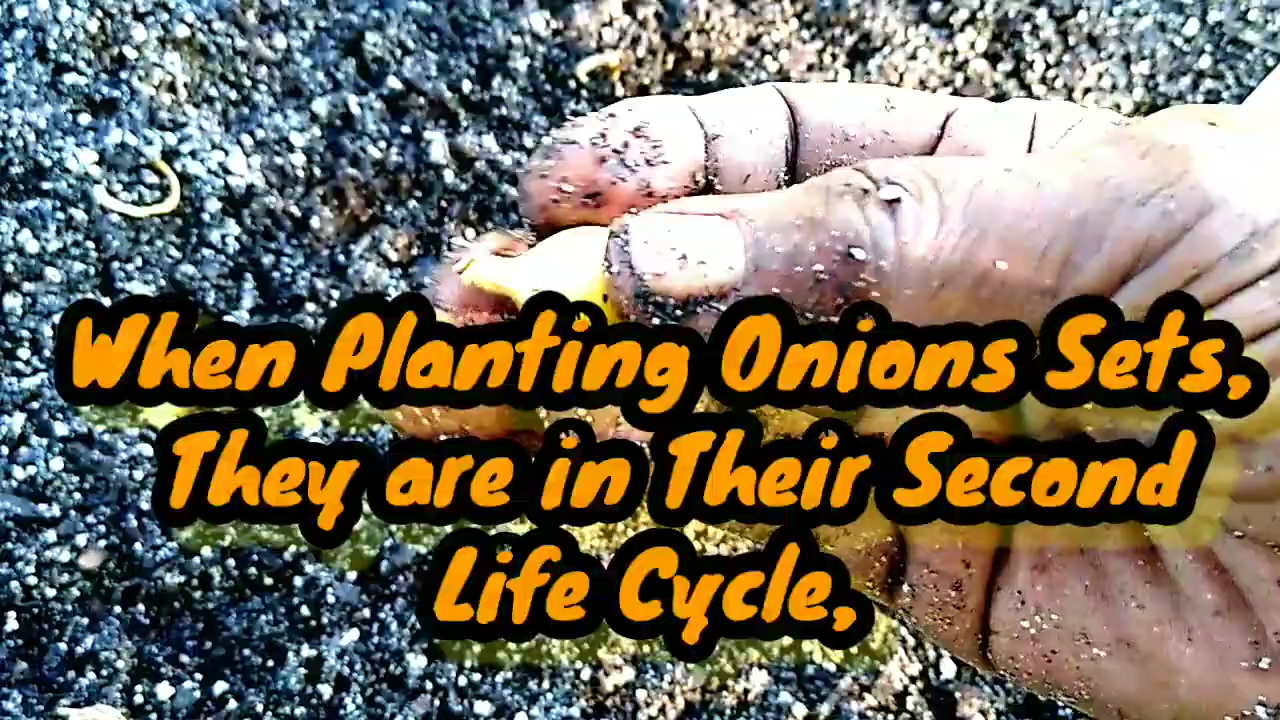 When Planting Onions Sets,
They are in Their Second
Life Cycle,